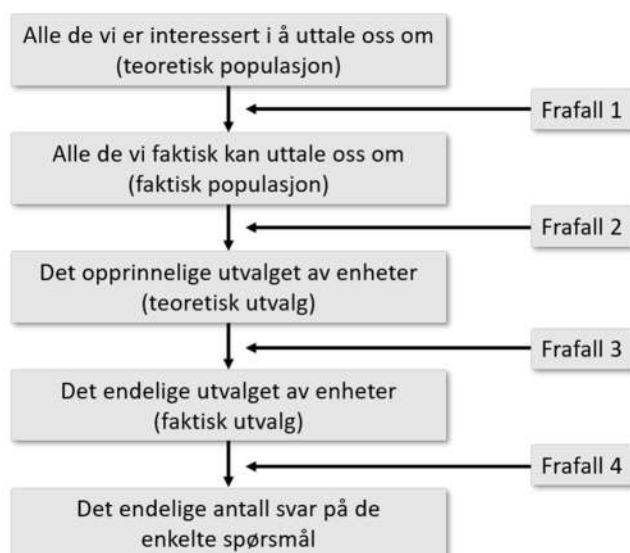 Alle de vi er interessert i å uttale oss om
(teoretisk populasjon)
Frafall 1
Alle de vi faktisk kan uttale oss om
(faktisk populasjon)
Frafall 2
Det opprinnelige utvalget av enheter
(teoretisk utvalg)
Frafall 3
Det endelige utvalget av enheter
(faktisk utvalg)
Frafall 4
Det endelige antall svar på de
enkelte spørsmål